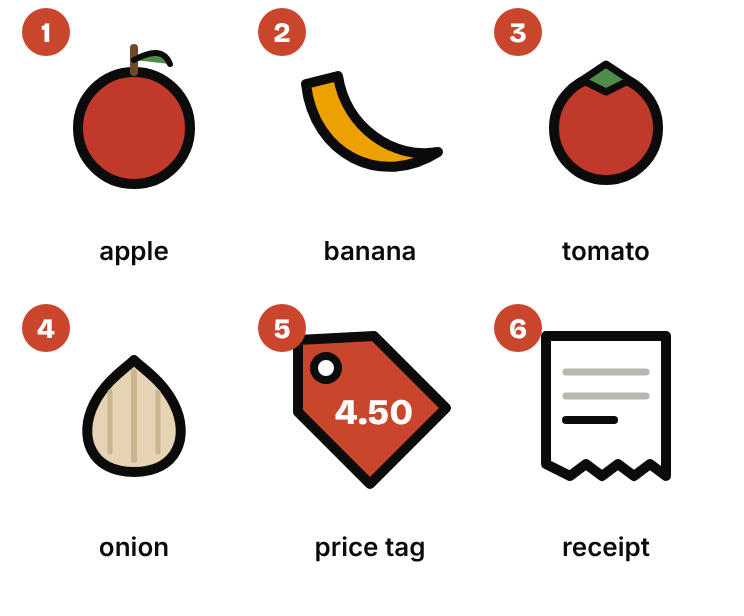 1
2
3
apple
banana
tomato
4
5
6
4.50
onion
price tag
receipt